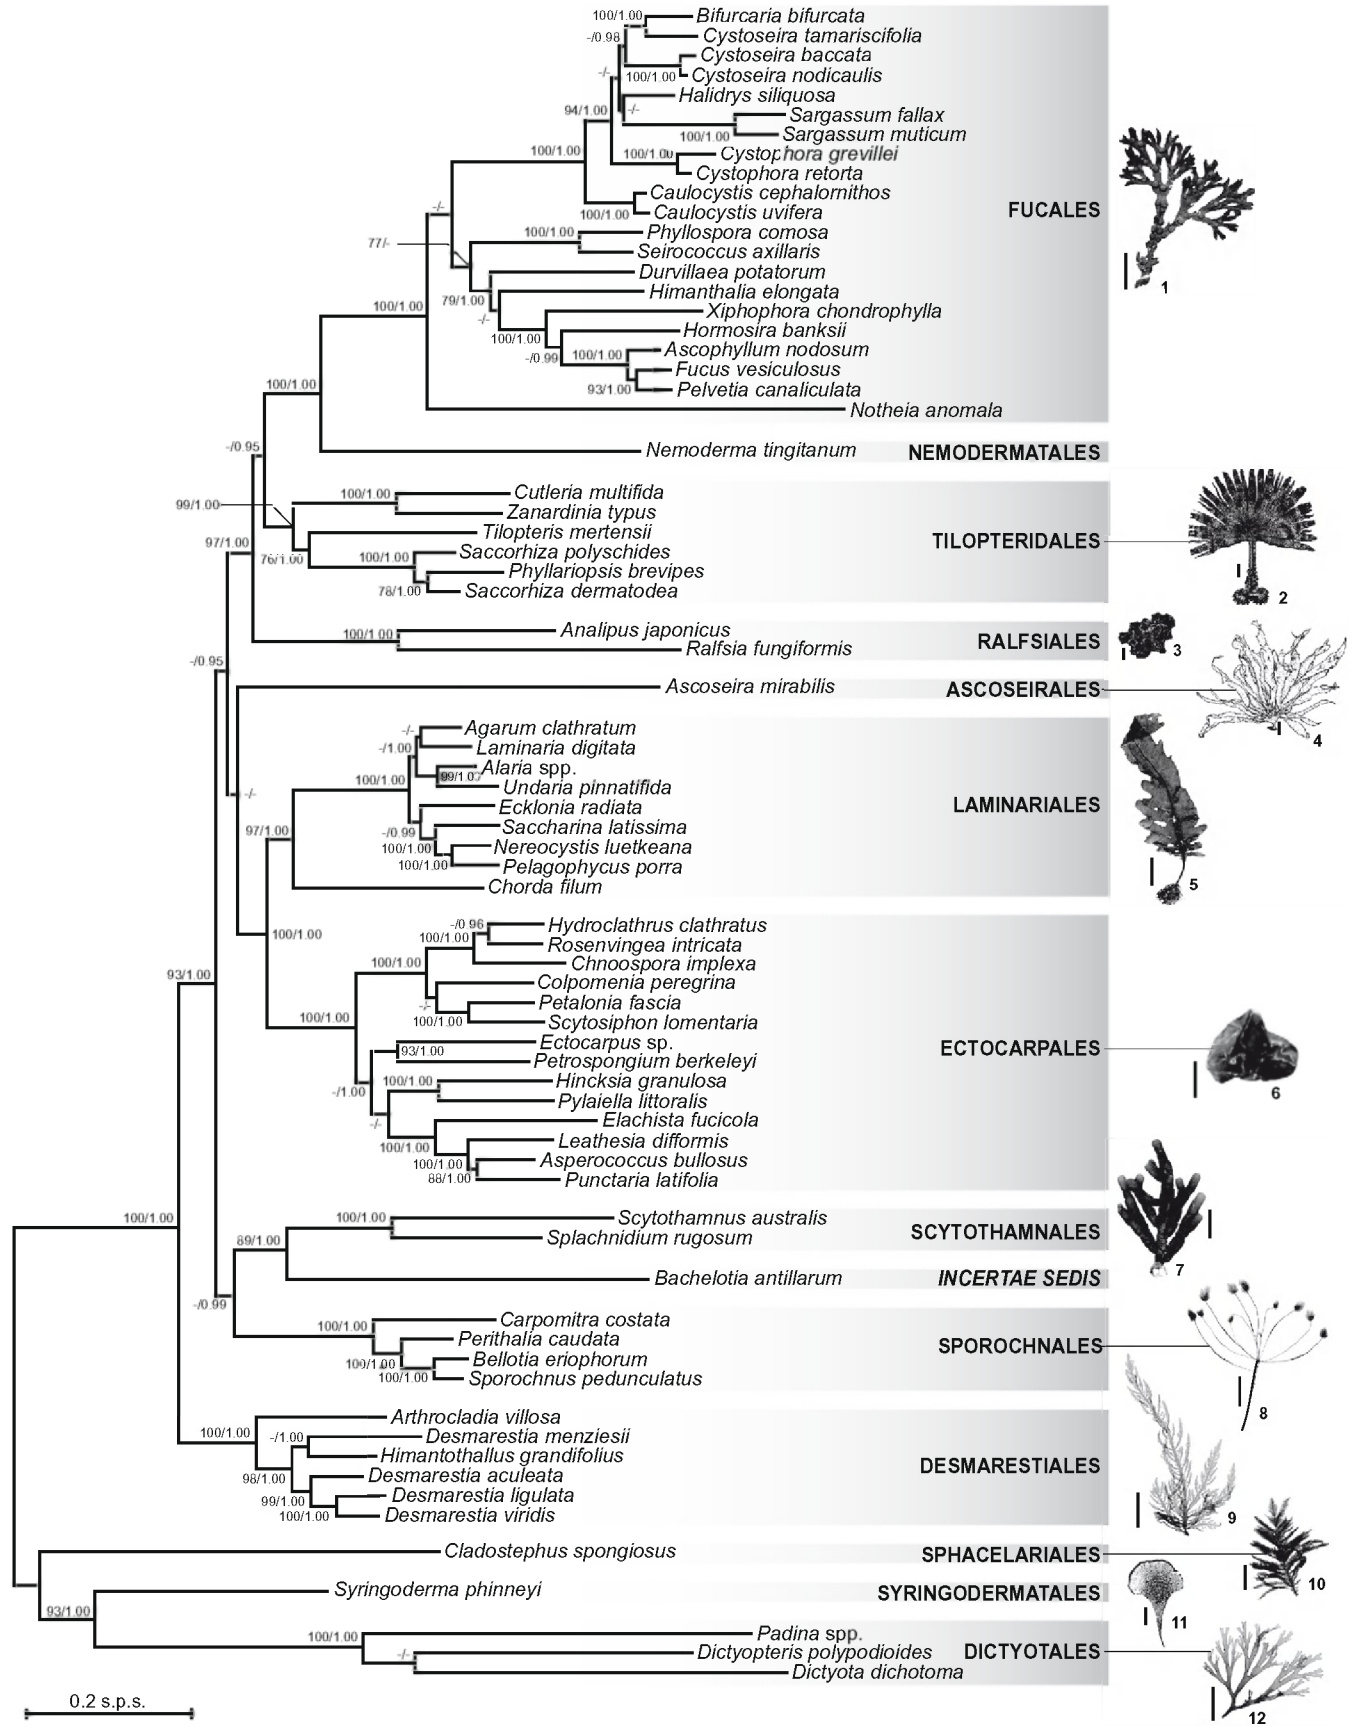 100/1.00 Bifurcaria bifurcata
-/0.98 Cystoseira tamariscifolia
Cystoseira baccata
100/1.00 Cystoseira nodicaulis
-/-
Halidrys siliquosa
94/1.00 -/- Sargassum fallax
100/1.00 Sargassum muticum
100/1.00 100/1.00 Cystophora grevillei
Cystophora retorta
Caulocystis cephalornithos
100/1.00 Caulocystis uvifera
FUCALES
-/-
100/1.00 Phyllospora comosa
77/- Seirococcus axillaris
Durvillaea potatorum
1
79/1.00 Himanthalia elongata
100/1.00 -/- Xiphophora chondrophylla
100/1.00 Hormosira banksii
-/0.99 100/1.00 Ascophyllum nodosum
Fucus vesiculosus
100/1.00 93/1.00 Pelvetia canaliculata
Notheia anomala
-/0.95 Nemoderma tingitanum NEMODERMATALES
100/1.00 Cutleria multifida
99/1.00 Zanardinia typus
Tilopteris mertensii
97/1.00 TILOPTERIDALES
76/1.00 100/1.00 Saccorhiza polyschides
Phyllariopsis brevipes
78/1.00 Saccorhiza dermatodea
2
100/1.00 Analipus japonicus
RALFSIALES
Ralfsia fungiformis
3
-/0.95
Ascoseira mirabilis ASCOSEIRALES
4
-/- Agarum clathratum
-/1.00 Laminaria digitata
Alaria spp.
100/1.00 99/1.00 Undaria pinnatifida
-/- Ecklonia radiata LAMINARIALES
97/1.00 -/0.99 Saccharina latissima
100/1.00 Nereocystis luetkeana
100/1.00 Pelagophycus porra
Chorda filum
5
-/0.96 Hydroclathrus clathratus
100/1.00 100/1.00 Rosenvingea intricata
100/1.00 Chnoospora implexa
93/1.00 Colpomenia peregrina
-/- Petalonia fascia
100/1.00 100/1.00 Scytosiphon lomentaria
Ectocarpus sp.
93/1.00 ECTOCARPALES
Petrospongium berkeleyi
-/1.00 100/1.00 Hincksia granulosa
6
Pylaiella littoralis
-/- Elachista fucicola
100/1.00 Leathesia difformis
100/1.00 Asperococcus bullosus
88/1.00 Punctaria latifolia
100/1.00 100/1.00 Scytothamnus australis
89/1.00 SCYTOTHAMNALES
Splachnidium rugosum
7
Bachelotia antillarum INCERTAE SEDIS
-/0.99
100/1.00 Carpomitra costata
Perithalia caudata
SPOROCHNALES
100/1.00 Bellotia eriophorum
100/1.00 Sporochnus pedunculatus
8
Arthrocladia villosa
100/1.00 -/1.00 Desmarestia menziesii
Himantothallus grandifolius
DESMARESTIALES
98/1.00 Desmarestia aculeata
99/1.00 Desmarestia ligulata
100/1.00 Desmarestia viridis
9
Cladostephus spongiosus SPHACELARIALES
10
Syringoderma phinneyi SYRINGODERMATALES
93/1.00
11
100/1.00 Padina spp.
-/- Dictyopteris polypodioides DICTYOTALES
Dictyota dichotoma
0.2 s.p.s.
12